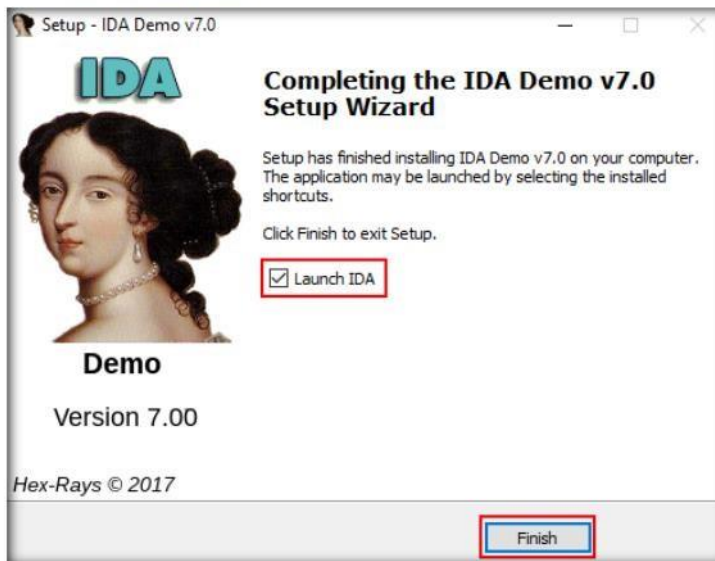 Setup - IDA Demo v7.0
IDA
Completing the IDA Demo v7.0
Setup Wizard
Setup has finished installing IDA Demo v7.0 on your computer.
The application may be launched by selecting the installed
shortcuts.
Click Finish to exit Setup.
Launch IDA
Demo
Version 7.00
Hex-Rays © 2017
Finish